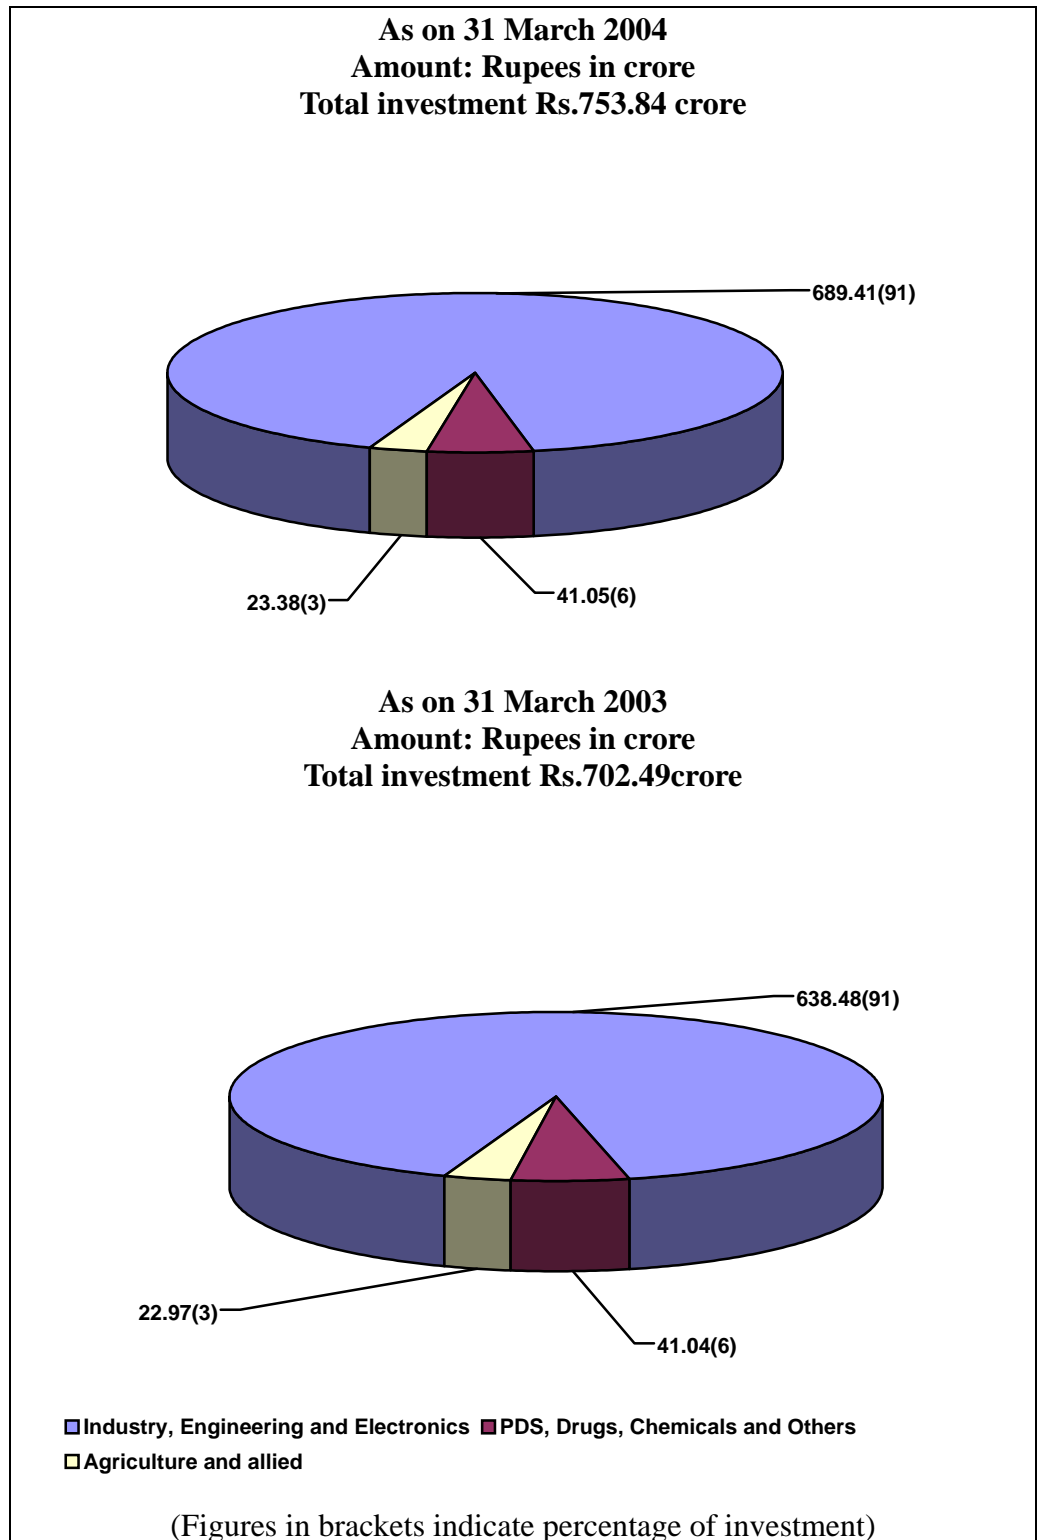 As on 31 March 2004
Amount: Rupees in crore
Total investment Rs.753.84 crore
689.41(91)
23.38(3)
41.05(6)
As on 31 March 2003
Amount: Rupees in crore
Total investment Rs.702.49crore
638.48(91)
22.97(3)
41.04(6)
Industry, Engineering and Electronics PDS, Drugs, Chemicals and Others
Agriculture and allied
(Figures in brackets indicate percentage of investment)